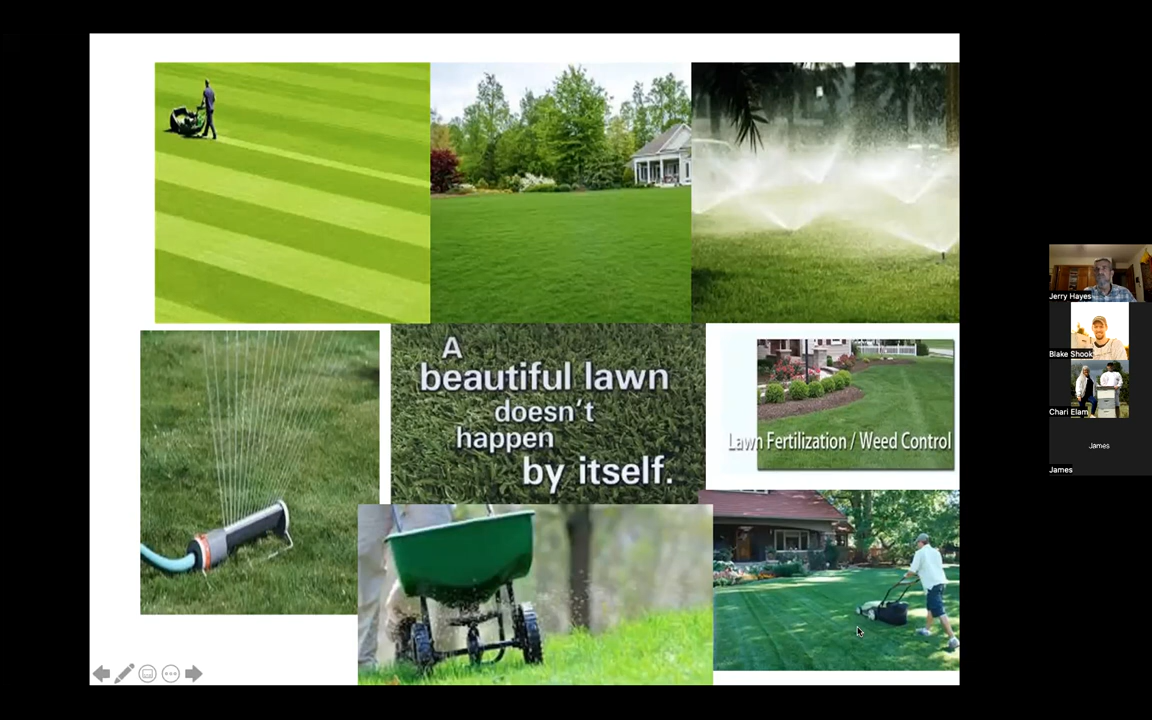 A
beautiful lawn
doesn't
happen
by itself.
Lawn Fertilization / Weed Control
Jerry Hayes
Blake Shook
Chari Elam
James
James